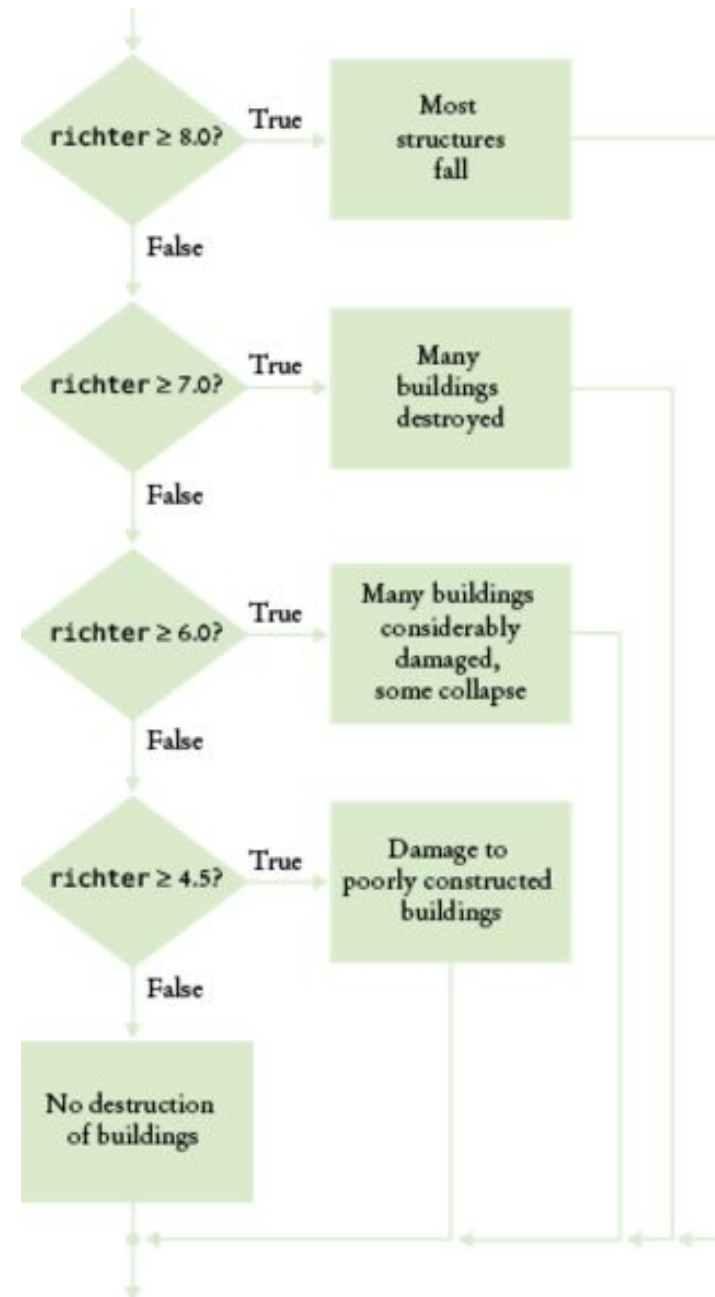 richter ≥ 8.0?
True
Most
structures
fall
False
richter ≥ 7.0?
True
Many
buildings
destroyed
False
richter ≥ 6.0?
True
Many buildings
considerably
damaged,
some collapse
False
richter ≥ 4.5?
True
Damage to
poorly constructed
buildings
False
No destruction
of buildings